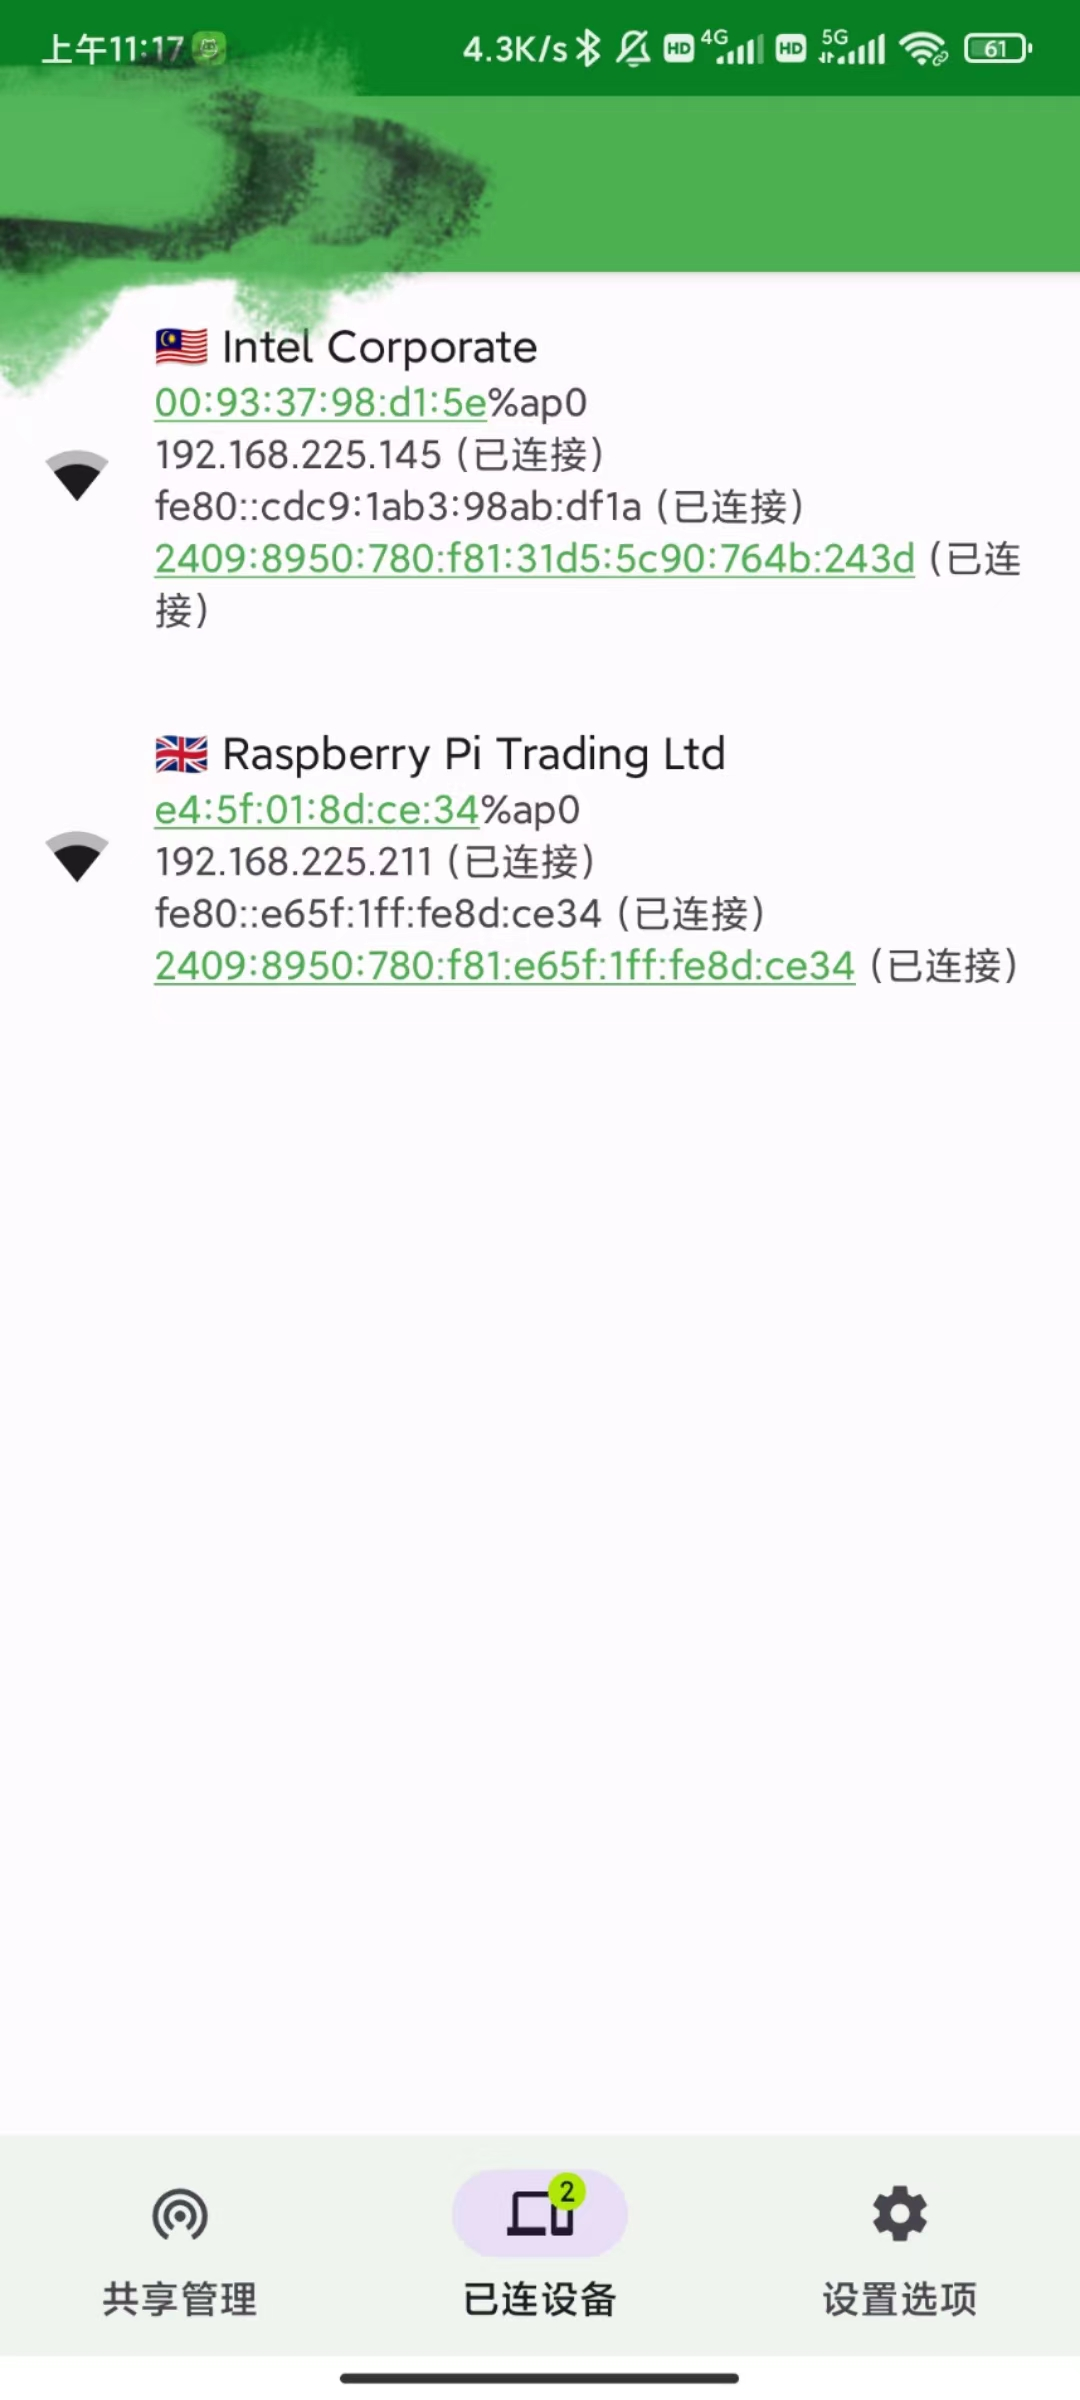 上午11:17
4.3K/s HD 4G HD 5G 61
🇲🇾 Intel Corporate
00:93:37:98:d1:5e%ap0
192.168.225.145 (已连接)
fe80::cdc9:1ab3:98ab:df1a (已连接)
2409:8950:780:f81:31d5:5c90:764b:243d (已连
接)
🇬🇧 Raspberry Pi Trading Ltd
e4:5f:01:8d:ce:34%ap0
192.168.225.211 (已连接)
fe80::e65f:1ff:fe8d:ce34 (已连接)
2409:8950:780:f81:e65f:1ff:fe8d:ce34 (已连接)
2
共享管理
已连设备
设置选项